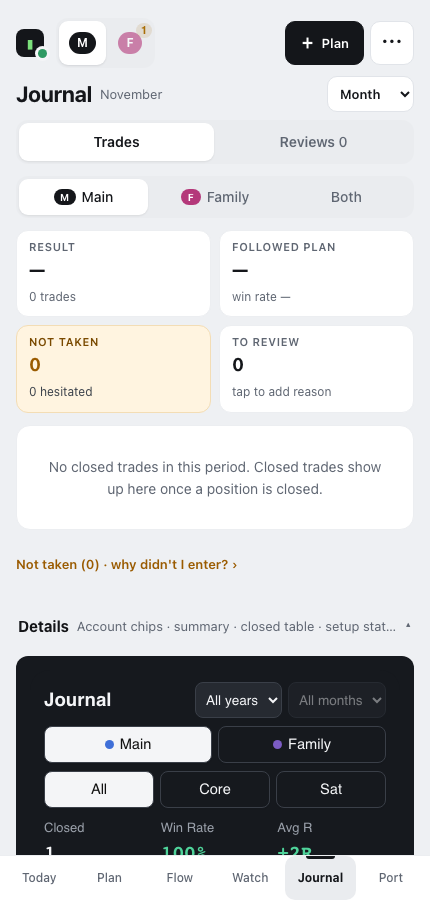 M F 1 + Plan ...
Journal November Month
Trades Reviews 0
M Main F Family Both
RESULT
—
0 trades
FOLLOWED PLAN
—
win rate —
NOT TAKEN
0
0 hesitated
TO REVIEW
0
tap to add reason
No closed trades in this period. Closed trades show
up here once a position is closed.
Not taken (0) · why didn't I enter? ›
Details Account chips · summary · closed table · setup stat...
Journal All years All months
Main Family
All Core Sat
Closed Win Rate Avg R
1 100% +2R
Today Plan Flow Watch Journal Port